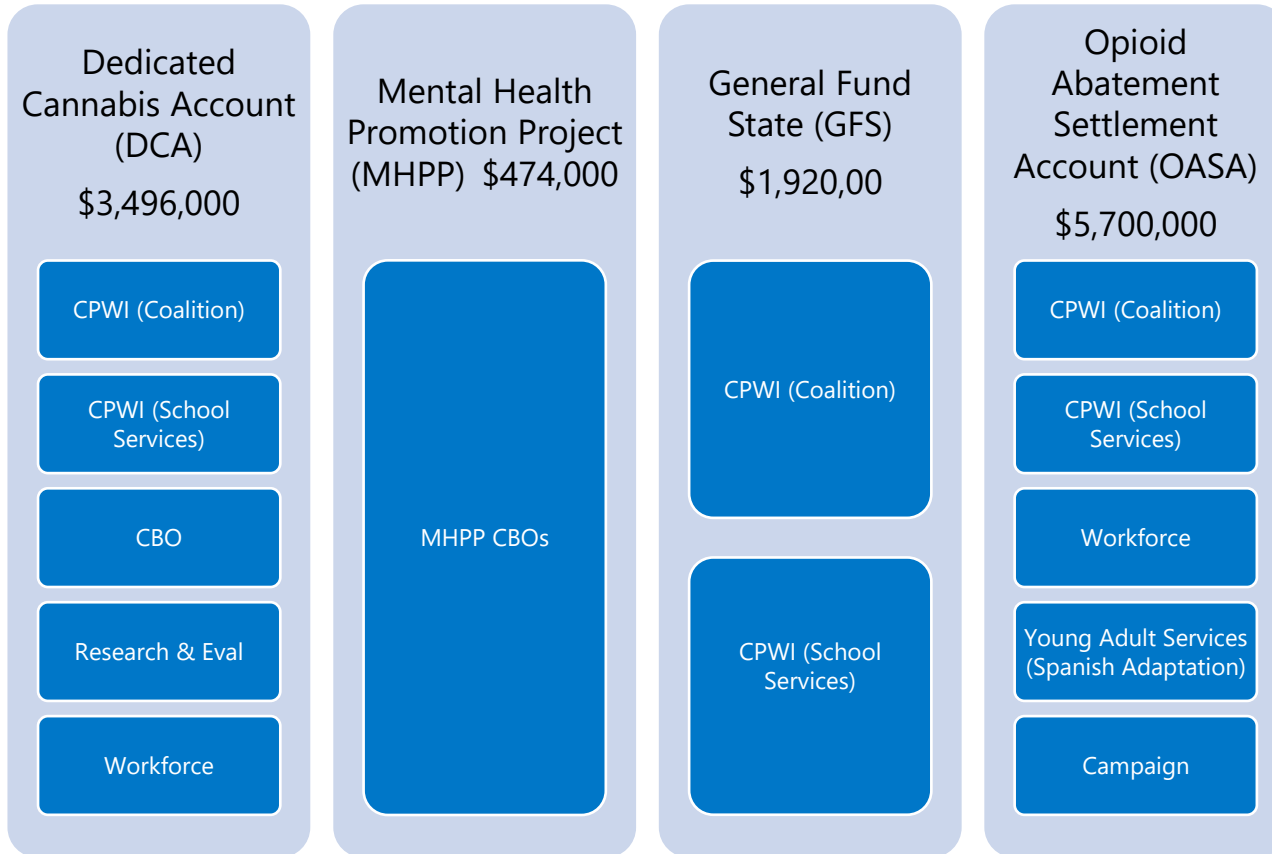 Dedicated
Cannabis Account
(DCA)
$3,496,000
CPWI (Coalition)
CPWI (School
Services)
CBO
Research & Eval
Workforce
Mental Health
Promotion Project
(MHPP) $474,000
MHPP CBOs
General Fund
State (GFS)
$1,920,00
CPWI (Coalition)
CPWI (School
Services)
Opioid
Abatement
Settlement
Account (OASA)
$5,700,000
CPWI (Coalition)
CPWI (School
Services)
Workforce
Young Adult Services
(Spanish Adaptation)
Campaign